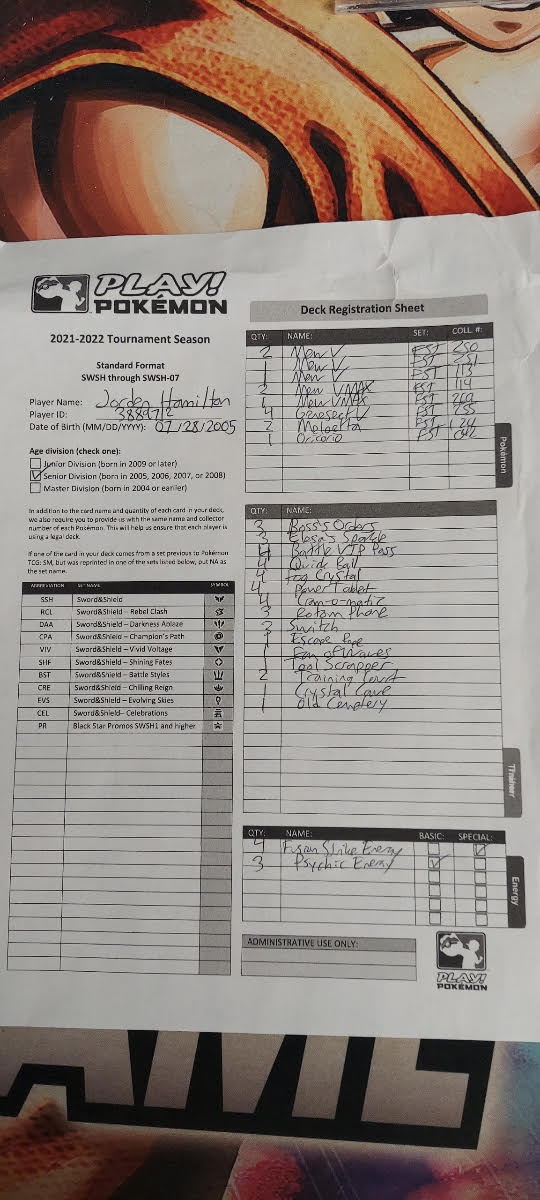 PLAY!
POKÉMON
2021-2022 Tournament Season
Standard Format
SWSH through SWSH-07
Player Name: Jorden Hamilton
Player ID: 3889712
Date of Birth (MM/DD/YYYY): 07/28/2005
Age division (check one):
Junior Division (born in 2009 or later)
Senior Division (born in 2005, 2006, 2007, or 2008)
Master Division (born in 2004 or earlier)
In addition to the card name and quantity of each card in your deck,
we also require you to provide us with the same name and collector
number of each Pokémon. This will help us ensure that each player is
using a legal deck.
If one of the card in your deck comes from a set previous to Pokémon
TCG: SM, but was reprinted in one of the sets listed below, put NA as
the set name.
ABBREVIATION SET NAME SYMBOL
SSH Sword&Shield
RCL Sword&Shield – Rebel Clash
DAA Sword&Shield – Darkness Ablaze
CPA Sword&Shield – Champion's Path
VIV Sword&Shield – Vivid Voltage
SHF Sword&Shield – Shining Fates
BST Sword&Shield – Battle Styles
CRE Sword&Shield – Chilling Reign
EVS Sword&Shield – Evolving Skies
CEL Sword&Shield– Celebrations
PR Black Star Promos SWSH1 and higher
Deck Registration Sheet
QTY: NAME: SET: COLL. #:
2 Mew V FST 250
1 Mew V FST 251
1 Mew V FST 113
2 Mew VMAX FST 114
Mew VMAX FST
4 Genesect V FST 255
2 Meloetta FST 124
1 Oricorio FST 042
Pokémon
QTY: NAME:
3 Boss's Orders
3 Elesa's Sparkle
4 Battle VIP Pass
4 Quick Ball
4 Fog Crystal
4 Power Tablet
4 Cram-o-matic
3 Rotom Phone
Switch
1 Escape Rope
1 Fan of Waves
1 Tool Scrapper
2 Training Court
1 Crystal Cave
1 Old Cemetery
Trainer
QTY: NAME: BASIC: SPECIAL:
4 Fusion Strike Energy
3 Psychic Energy
Energy
ADMINISTRATIVE USE ONLY:
PLAY!
POKÉMON